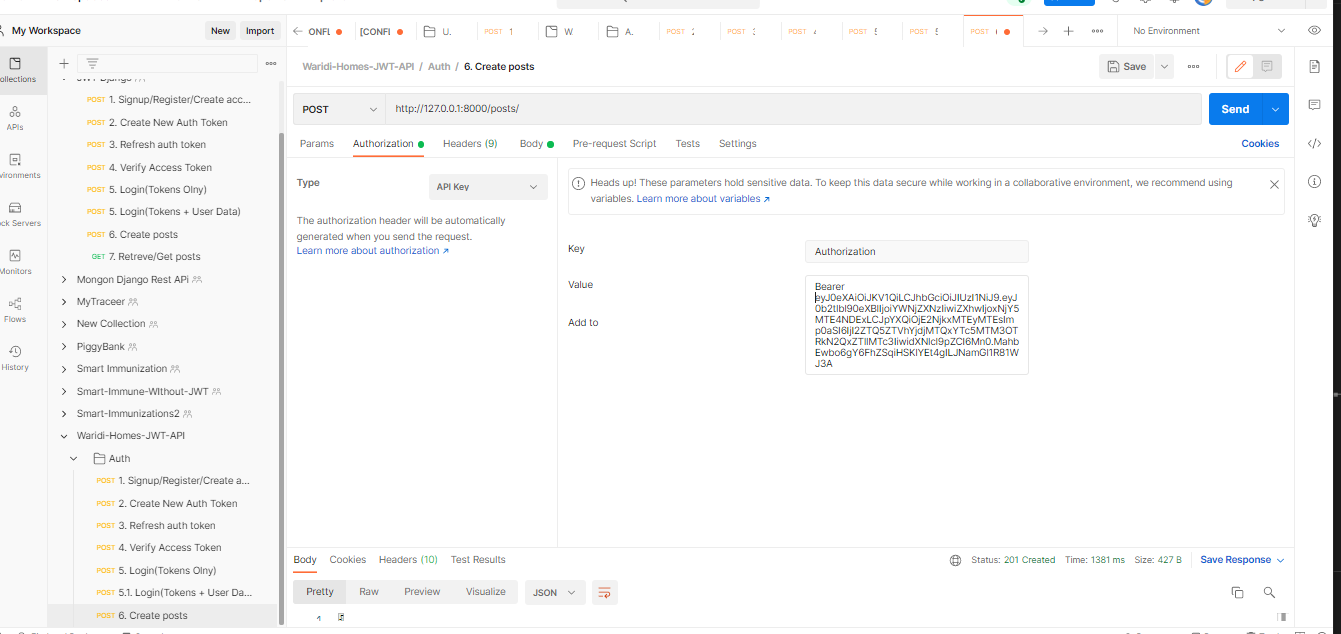 My Workspace
New
Import
ONFL
[CONFI
POST
U.
POST
W
POST
A.
POST
POST
POST
POST
POST
POST
No Environment
ollections
APIs
vironments
ock Servers
Monitors
Flows
History
JWT Django
POST 1. Signup/Register/Create acc...
POST 2. Create New Auth Token
POST 3. Refresh auth token
POST 4. Verify Access Token
POST 5. Login(Tokens Olny)
POST 5. Login(Tokens + User Data)
POST 6. Create posts
GET 7. Retreve/Get posts
Mongon Django Rest APi
MyTraceer
New Collection
PiggyBank
Smart Immunization
Smart-Immune-WIthout-JWT
Smart-Immunizations2
Waridi-Homes-JWT-API
Auth
POST 1. Signup/Register/Create a...
POST 2. Create New Auth Token
POST 3. Refresh auth token
POST 4. Verify Access Token
POST 5. Login(Tokens Olny)
POST 5.1. Login(Tokens + User Da...
POST 6. Create posts
Waridi-Homes-JWT-API / Auth / 6. Create posts
Save
POST
http://127.0.0.1:8000/posts/
Send
Params
Authorization
Headers (9)
Body
Pre-request Script
Tests
Settings
Cookies
Type
API Key
The authorization header will be automatically
generated when you send the request.
Learn more about authorization ↗
Heads up! These parameters hold sensitive data. To keep this data secure while working in a collaborative environment, we recommend using
variables. Learn more about variables ↗
Key
Authorization
Value
Bearer
Add to
Body
Cookies
Headers (10)
Test Results
Status: 201 Created
Time: 1381 ms
Size: 427 B
Save Response
Pretty
Raw
Preview
Visualize
JSON